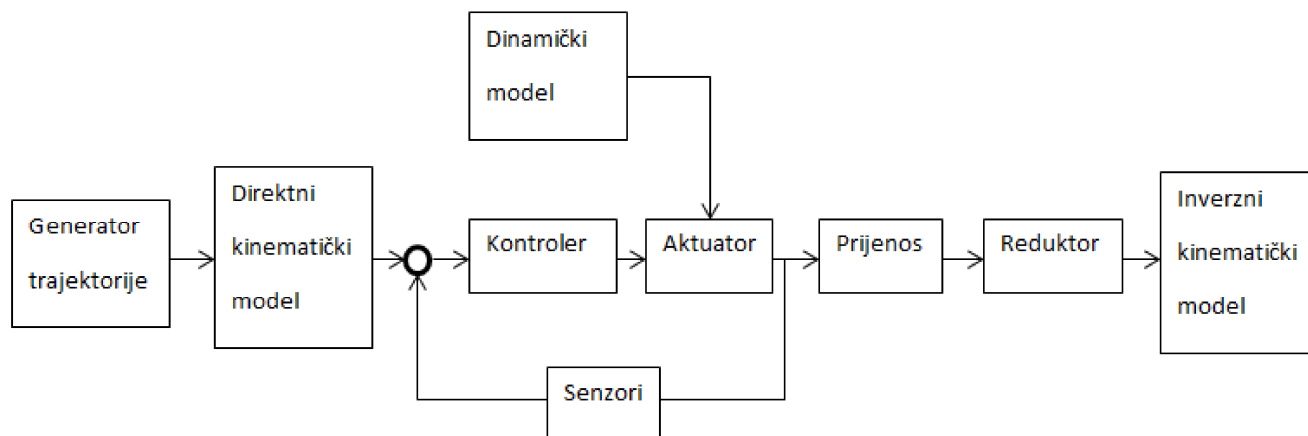 Dinamički
model
Generator
trajektorije
Direktni
kinematički
model
Kontroler
Aktuator
Prijenos
Reduktor
Inverzni
kinematički
model
Senzori